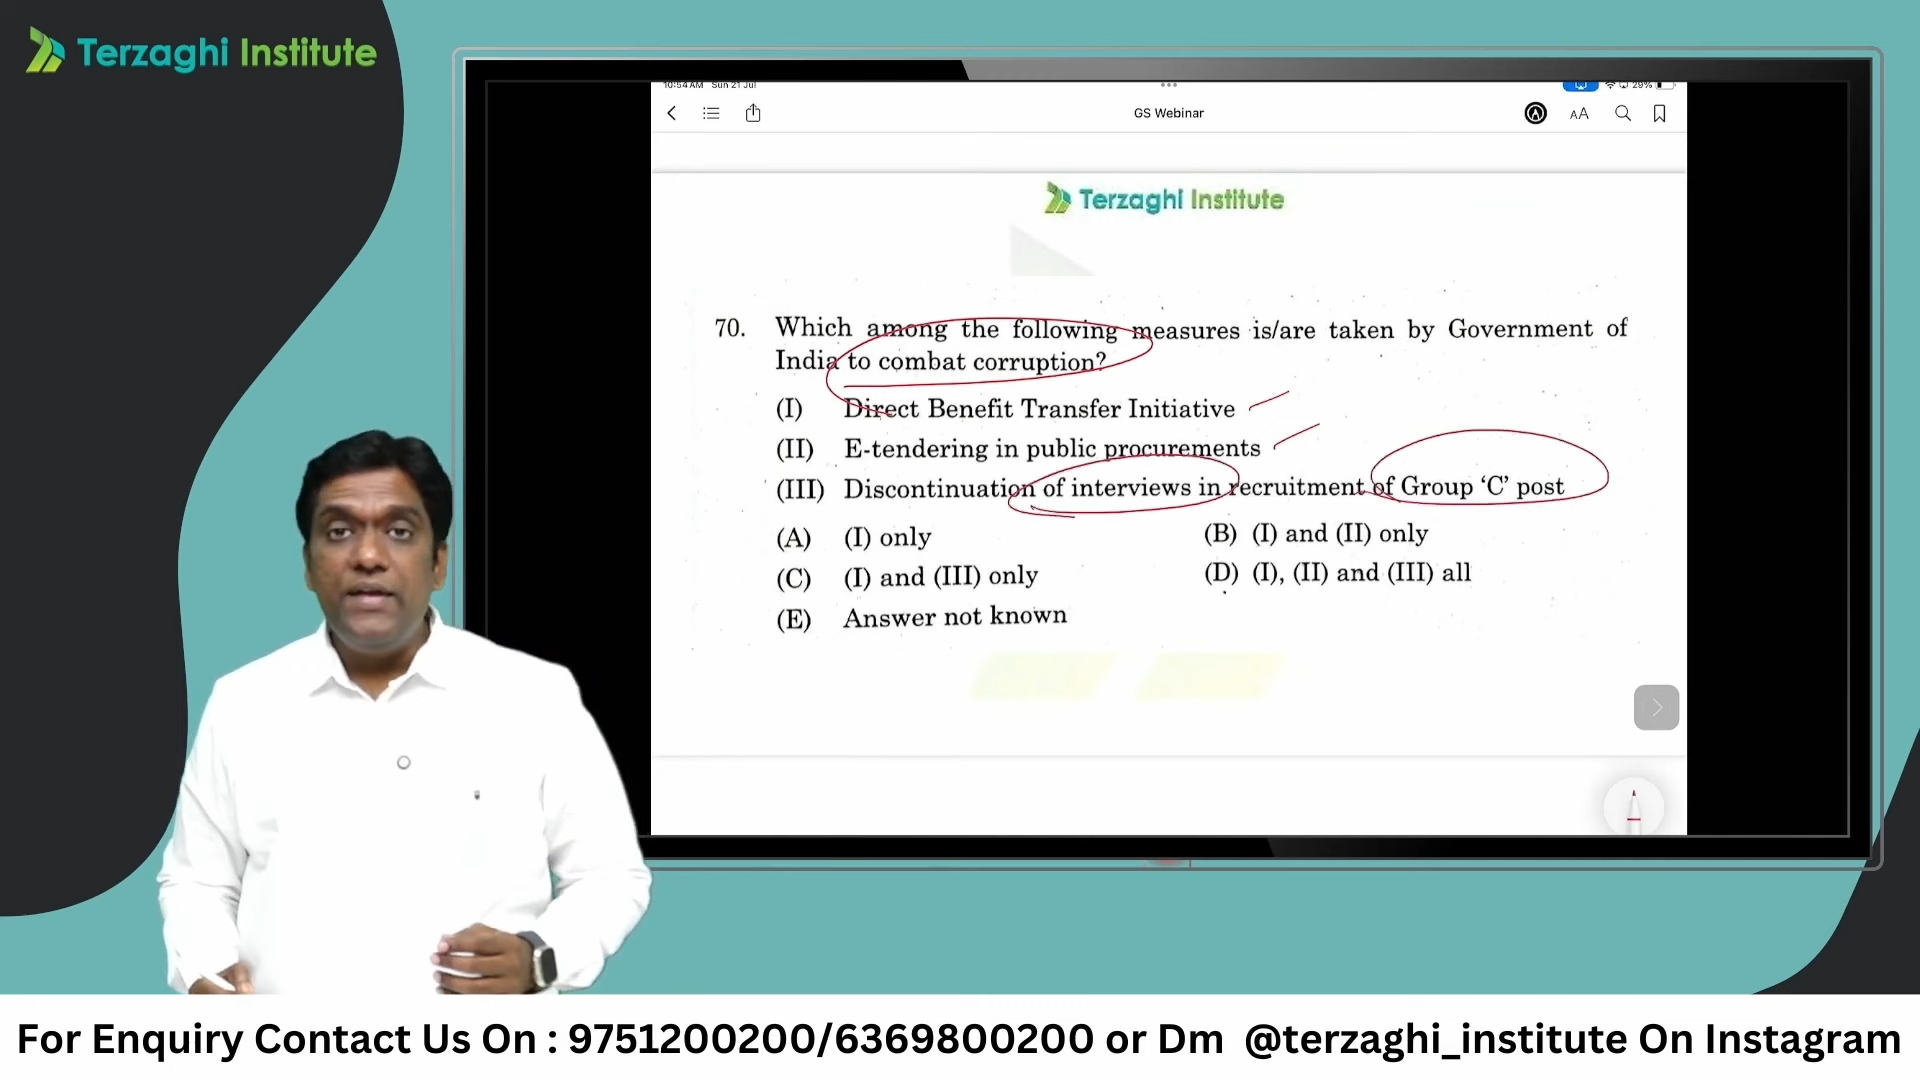 Terzaghi Institute
10:54 AM Sun 21 Jul
29%
GS Webinar
AA
Terzaghi Institute
70. Which among the following measures is/are taken by Government of
India to combat corruption?
(I) Direct Benefit Transfer Initiative
(II) E-tendering in public procurements
(III) Discontinuation of interviews in recruitment of Group ‘C’ post
(A) (I) only (B) (I) and (II) only
(C) (I) and (III) only (D) (I), (II) and (III) all
(E) Answer not known
For Enquiry Contact Us On : 9751200200/6369800200 or Dm @terzaghi_institute On Instagram